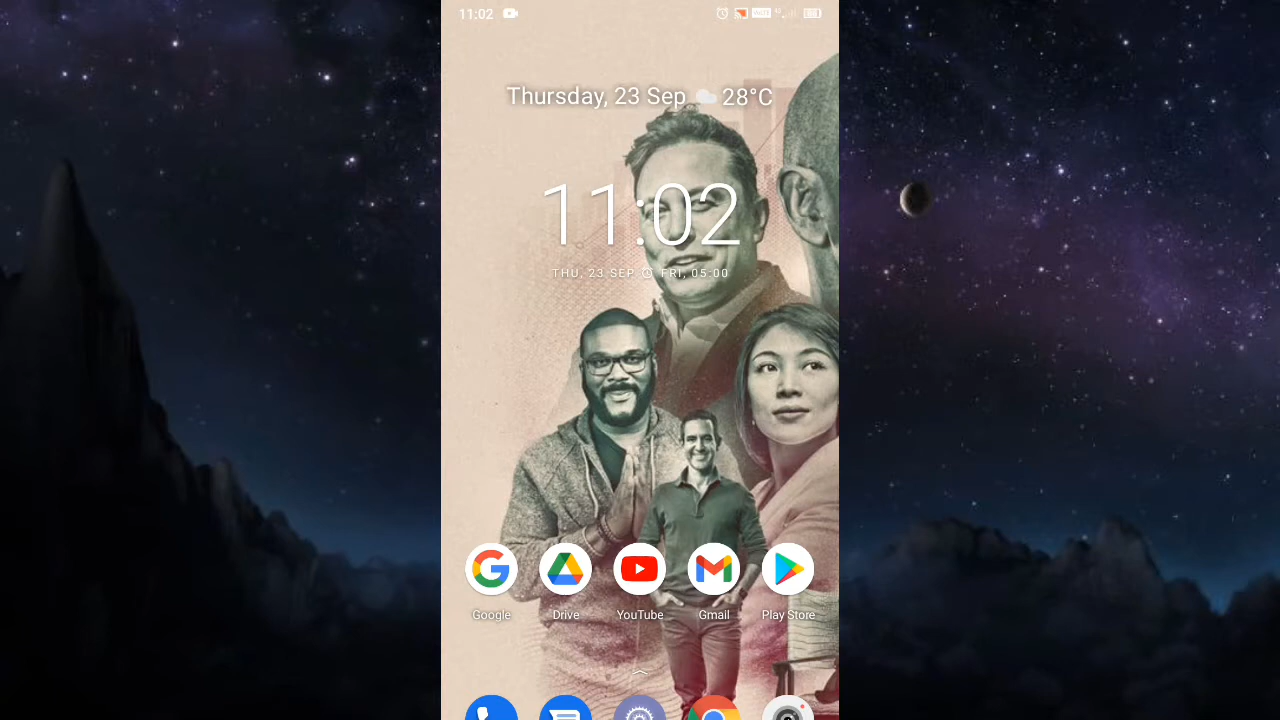 11:02
Thursday, 23 Sep 28°C
11:02
THU, 23 SEP FRI, 05:00
Google Drive YouTube Gmail Play Store